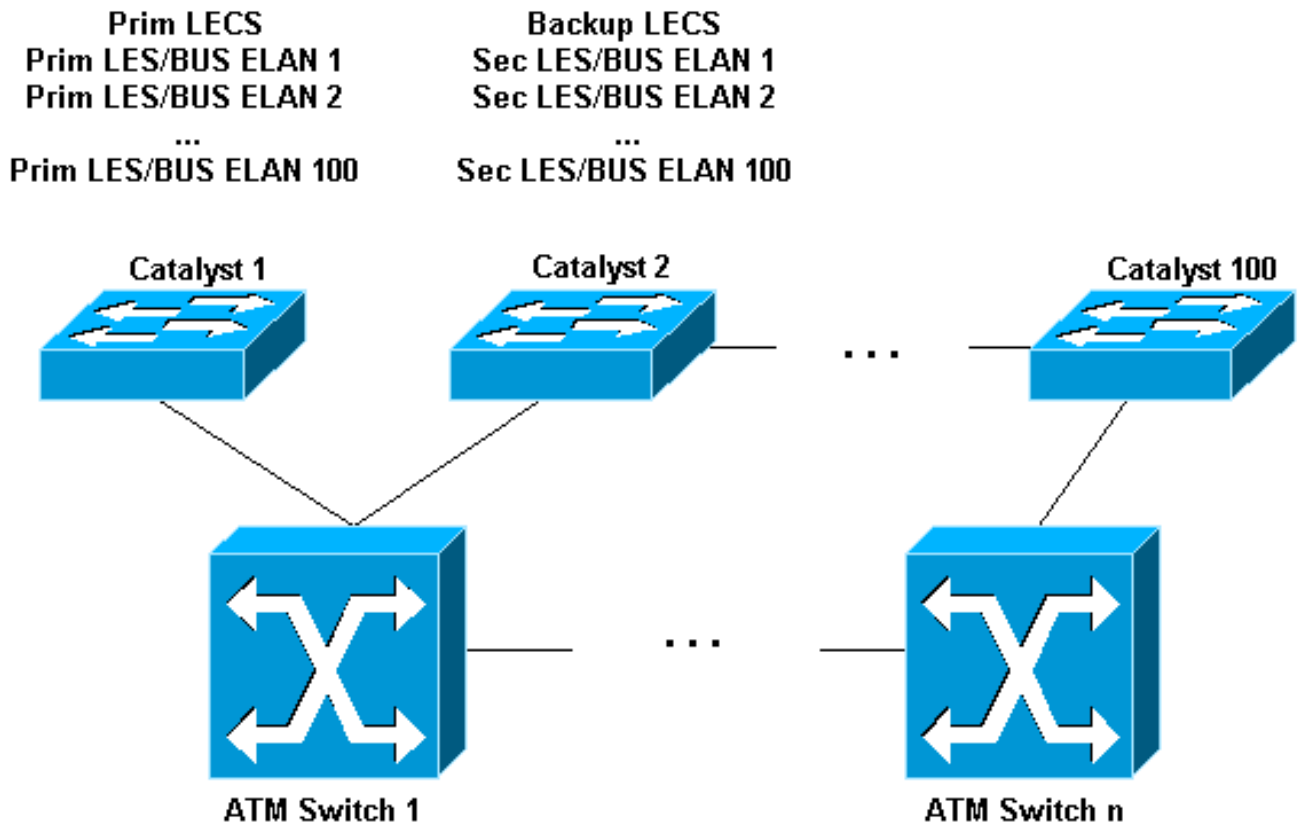 Prim LECS
Prim LES/BUS ELAN 1
Prim LES/BUS ELAN 2
...
Prim LES/BUS ELAN 100
Backup LECS
Sec LES/BUS ELAN 1
Sec LES/BUS ELAN 2
...
Sec LES/BUS ELAN 100
Catalyst 1
Catalyst 2
Catalyst 100
...
...
ATM Switch 1
ATM Switch n